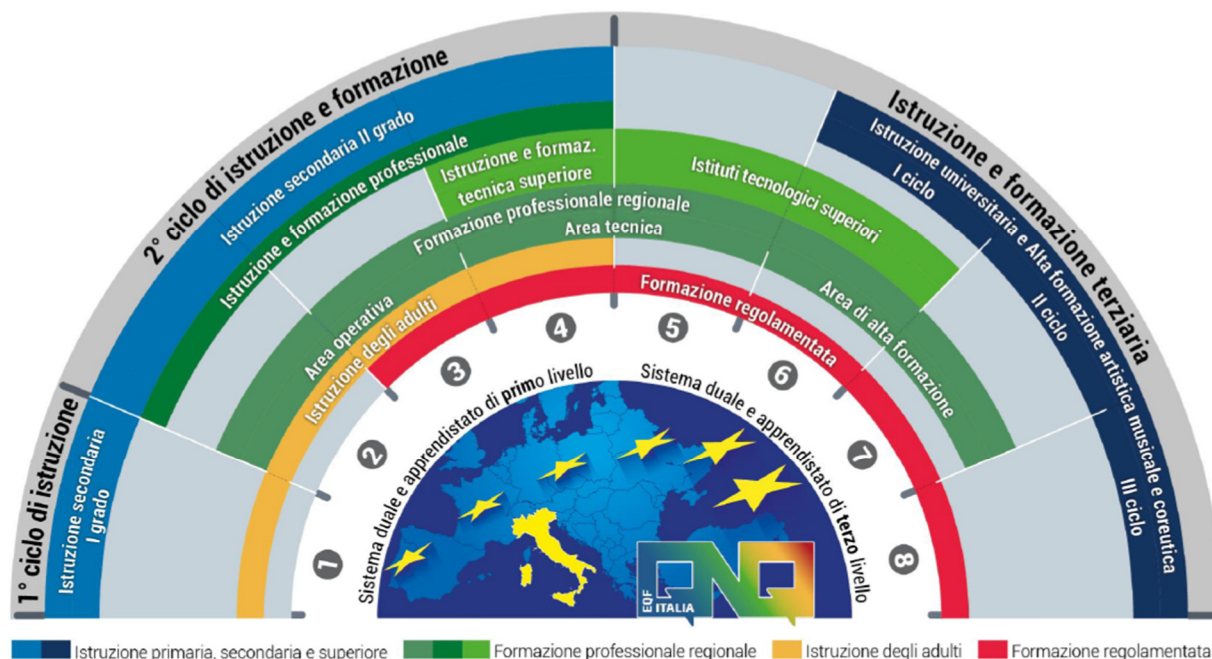 1° ciclo di istruzione
2° ciclo di istruzione e formazione
Istruzione e formazione terziaria
Istruzione secondaria
I grado
Istruzione secondaria II grado
Istruzione e formazione professionale
Istruzione e formaz.
tecnica superiore
Istituti tecnologici superiori
Istruzione universitaria e Alta formazione artistica musicale e coreutica
I ciclo
II ciclo
III ciclo
Formazione professionale regionale
Area operativa
Area tecnica
Area di alta formazione
Istruzione degli adulti
Formazione regolamentata
1
2
3
4
5
6
7
8
Sistema duale e apprendistato di primo livello
Sistema duale e apprendistato di terzo livello
EQF
ITALIA
QNQ
Istruzione primaria, secondaria e superiore
Formazione professionale regionale
Istruzione degli adulti
Formazione regolamentata